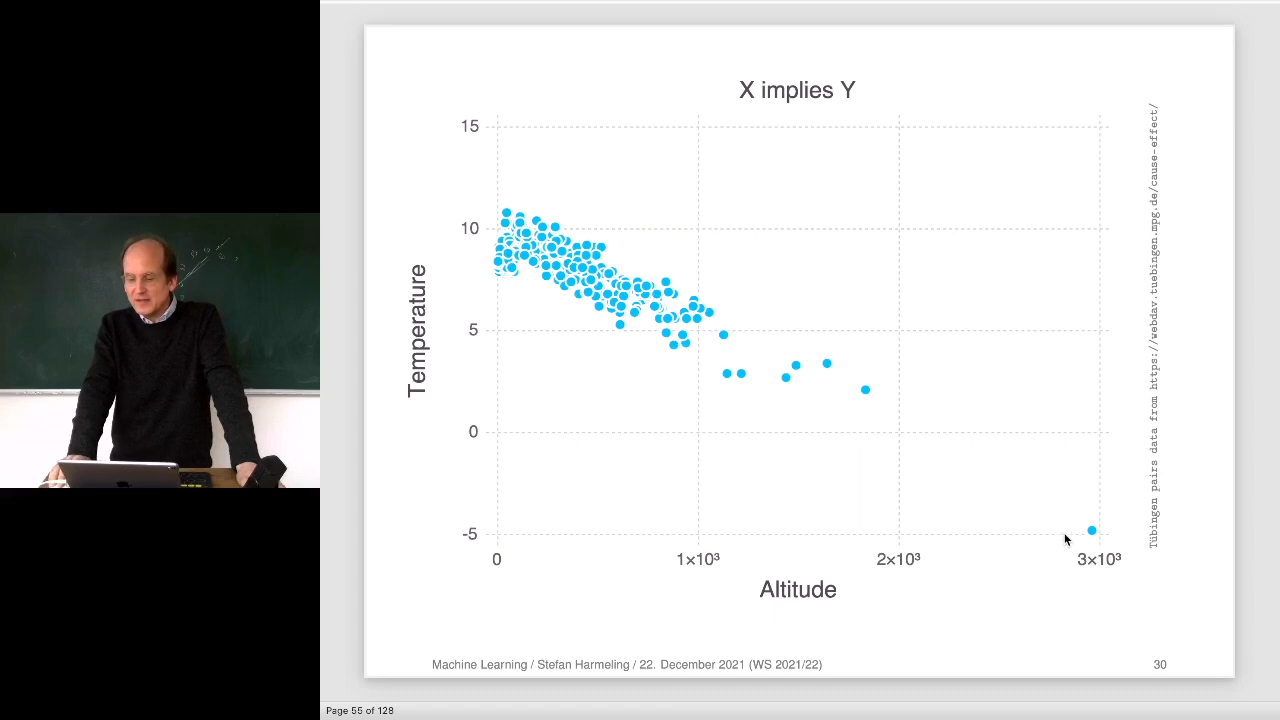 X implies Y
15
10
5
0
-5
Temperature
0
1×10³
2×10³
3×10³
Altitude
Tübingen pairs data from https://webdav.tuebingen.mpg.de/cause-effect/
Machine Learning / Stefan Harmeling / 22. December 2021 (WS 2021/22)
30
Page 55 of 128